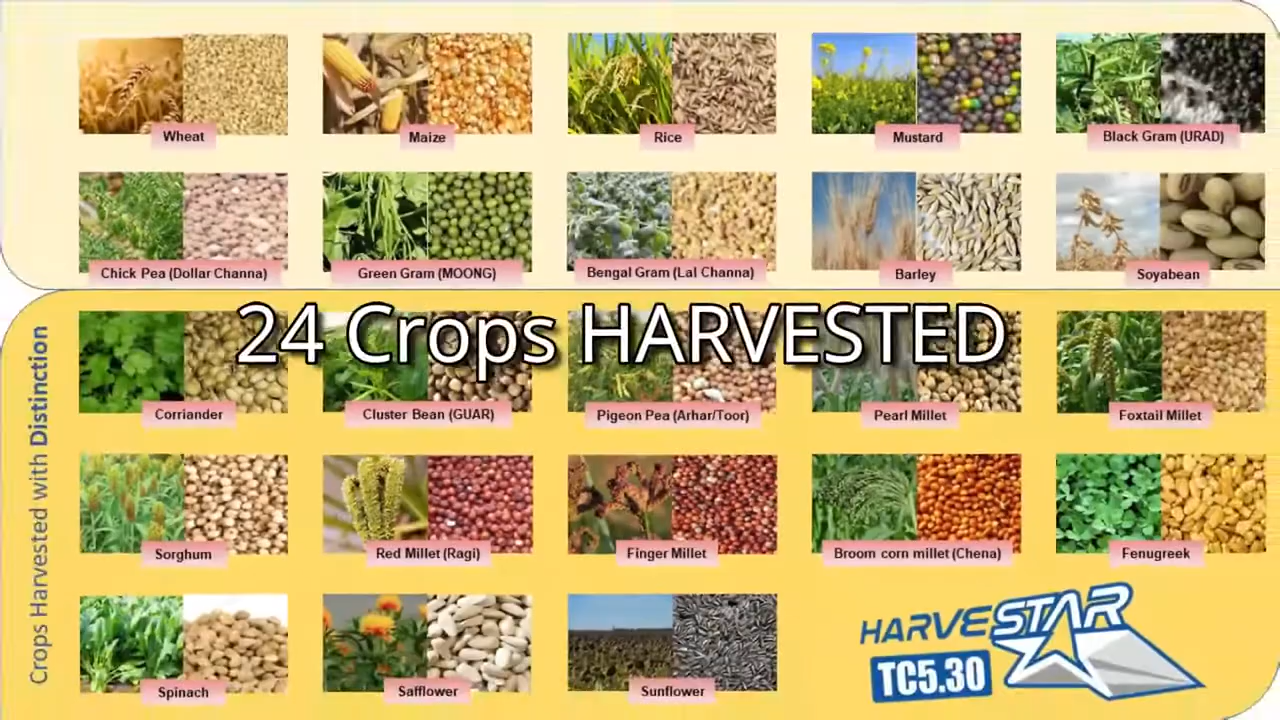 Wheat
Maize
Rice
Mustard
Black Gram (URAD)
Chick Pea (Dollar Channa)
Green Gram (MOONG)
Bengal Gram (Lal Channa)
Barley
Soyabean
24 Crops HARVESTED
Crops Harvested with Distinction
Corriander
Cluster Bean (GUAR)
Pigeon Pea (Arhar/Toor)
Pearl Millet
Foxtail Millet
Sorghum
Red Millet (Ragi)
Finger Millet
Broom corn millet (Chena)
Fenugreek
Spinach
Safflower
Sunflower
HARVESTAR
TC5.30